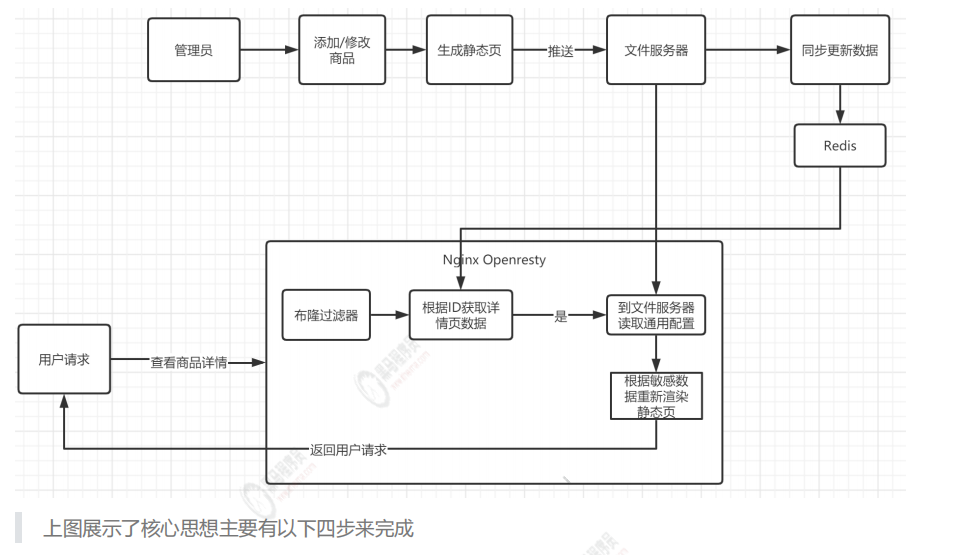 管理员
添加/修改
商品
生成静态页
推送
文件服务器
同步更新数据
Redis
Nginx Openresty
布隆过滤器
根据ID获取详
情页数据
是
到文件服务器
读取通用配置
用户请求
查看商品详情
根据敏感数
据重新渲染
静态页
返回用户请求
上图展示了核心思想主要有以下四步来完成